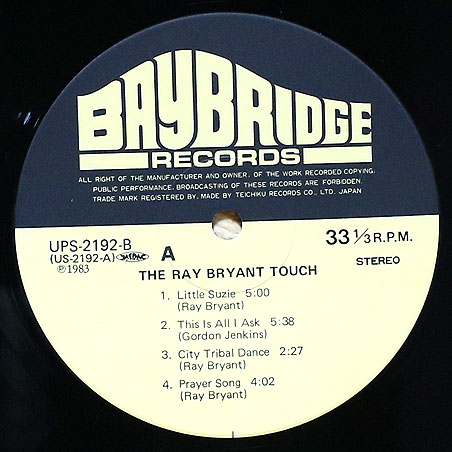 BAYBRIDGE
RECORDS
ALL RIGHT OF THE MANUFACTURER AND OWNER. OF THE WORK RECORDED COPYING.
PUBLIC PERFORMANCE. BROADCASTING OF THESE RECORDS ARE FORBIDDEN.
TRADE MARK REGISTERED BY. MADE BY TEICHIKU RECORDS CO., LTD. JAPAN
UPS-2192-B A 33 1/3 R.P.M.
(US-2192-A)
Ⓟ1983 STEREO
THE RAY BRYANT TOUCH
1. Little Suzie 5:00
(Ray Bryant)
2. This Is All I Ask 5:38
(Gordon Jenkins)
3. City Tribal Dance 2:27
(Ray Bryant)
4. Prayer Song 4:02
(Ray Bryant)